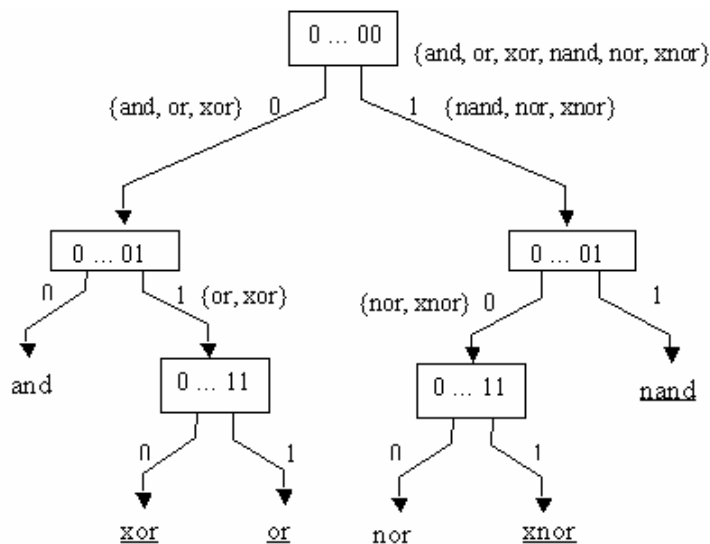 0 ... 00
{and, or, xor, nand, nor, xnor}
{and, or, xor} 0
1 {nand, nor, xnor}
0 ... 01
0 ... 01
0
1 {or, xor}
{nor, xnor} 0
1
and
0 ... 11
0 ... 11
nand
0
1
0
1
xor
or
nor
xnor